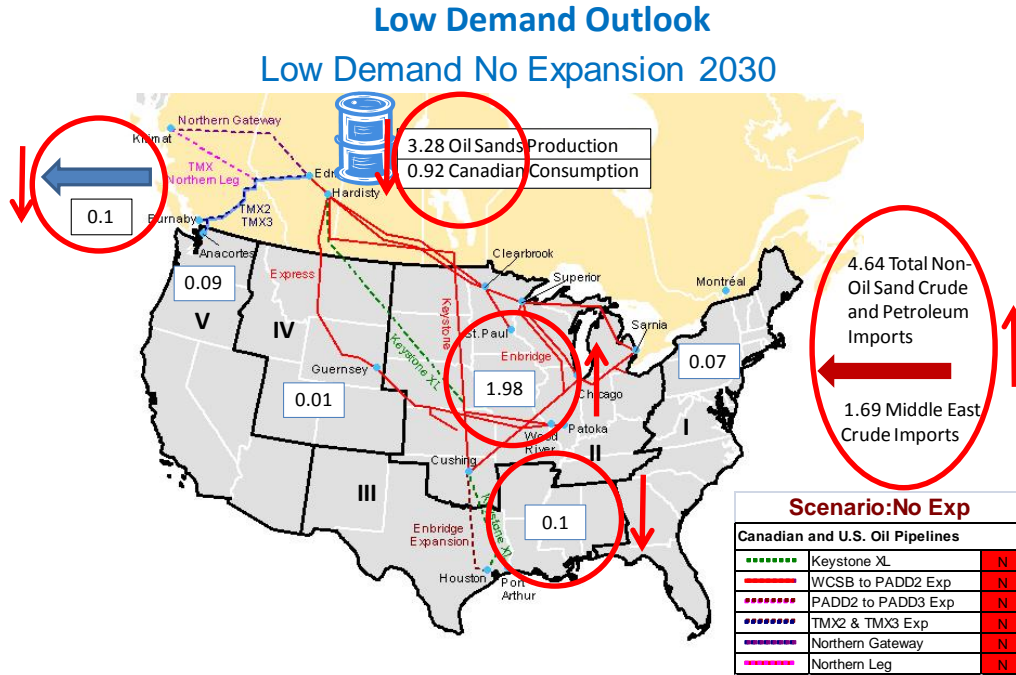 Low Demand Outlook
Low Demand No Expansion 2030
Northern Gateway
3.28 Oil Sands Production
0.92 Canadian Consumption
TMX
Northern Leg
Hardisty
0.1
TMX2
TMX3
Burnaby
Anacortes
Clearbrook
Superior
Montréal
4.64 Total Non-
Oil Sand Crude
and Petroleum
Imports
0.09
Express
Keystone
St. Paul
Sarnia
V
IV
Keystone XL
Enbridge
0.07
Guernsey
1.98
Chicago
0.01
1.69 Middle East
Crude Imports
Wood
River
Patoka
I
II
Cushing
III
Scenario:No Exp
0.1
Keystone XL
Enbridge
Expansion
Houston
Port
Arthur
Canadian and U.S. Oil Pipelines
Keystone XL N
WCSB to PADD2 Exp N
PADD2 to PADD3 Exp N
TMX2 & TMX3 Exp N
Northern Gateway N
Northern Leg N